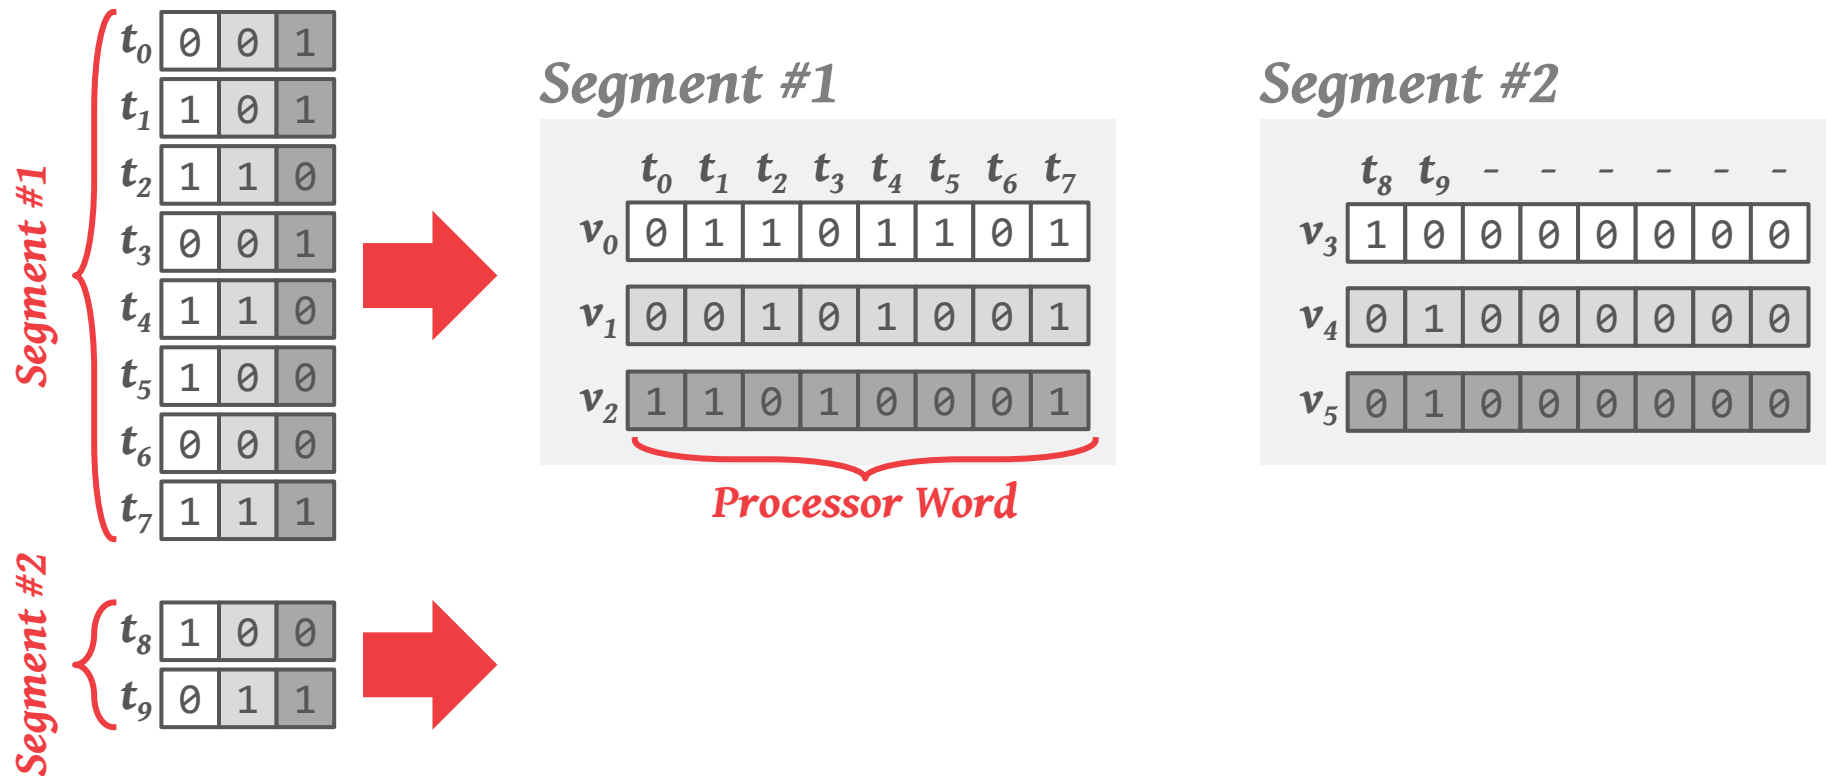 Segment #1
t0 0 0 1
t1 1 0 1
t2 1 1 0
t3 0 0 1
t4 1 1 0
t5 1 0 0
t6 0 0 0
t7 1 1 1
Segment #2
t8 1 0 0
t9 0 1 1
Segment #1
t0 t1 t2 t3 t4 t5 t6 t7
v0 0 1 1 0 1 1 0 1
v1 0 0 1 0 1 0 0 1
v2 1 1 0 1 0 0 0 1
Processor Word
Segment #2
t8 t9 - - - - - -
v3 1 0 0 0 0 0 0 0
v4 0 1 0 0 0 0 0 0
v5 0 1 0 0 0 0 0 0